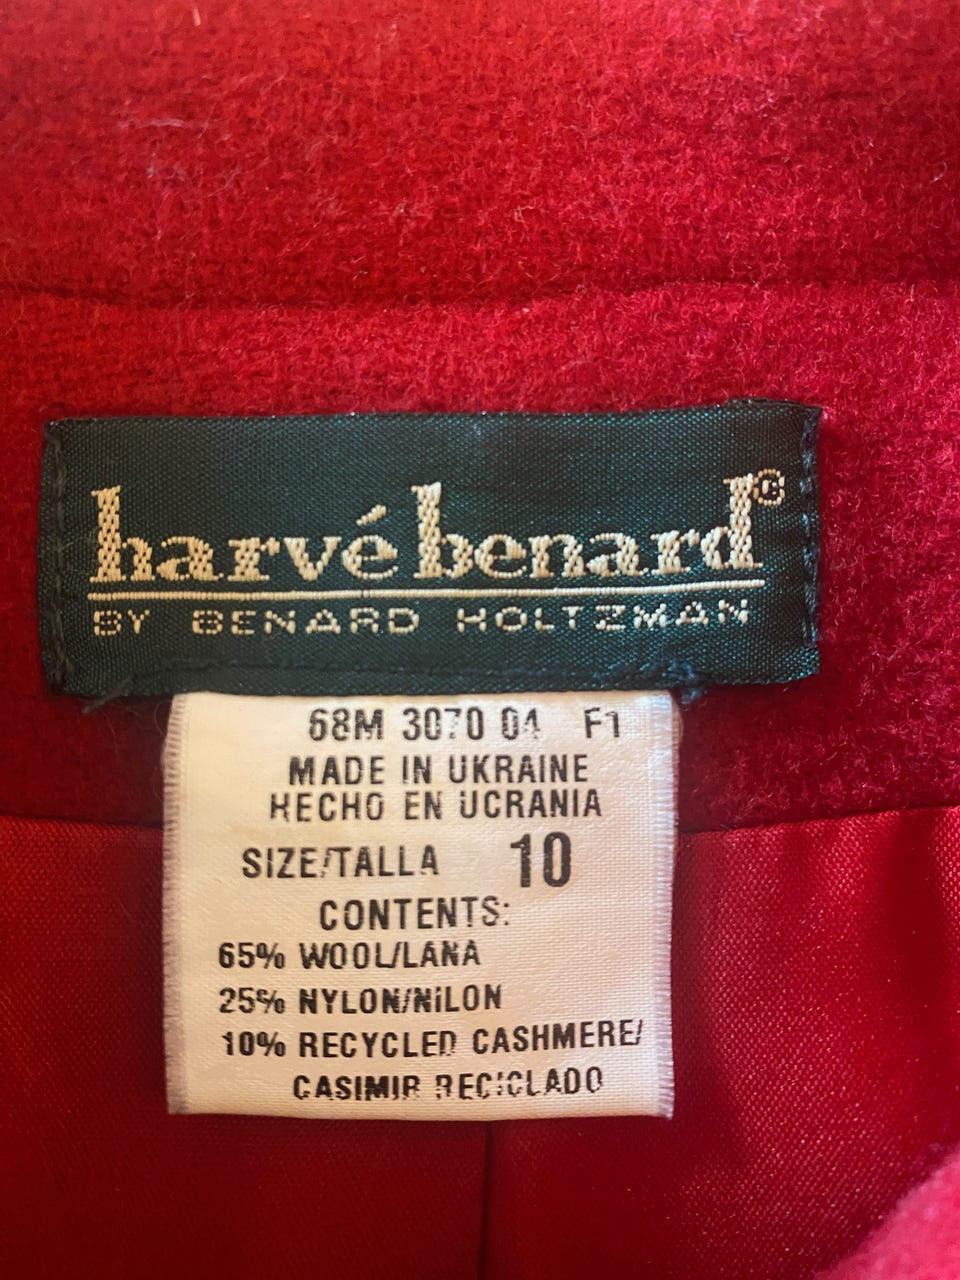 harvé benard®
BY BENARD HOLTZMAN
68M 3070 04 F1
MADE IN UKRAINE
HECHO EN UCRANIA
SIZE/TALLA 10
CONTENTS:
65% WOOL/LANA
25% NYLON/NILON
10% RECYCLED CASHMERE/
CASIMIR RECICLADO